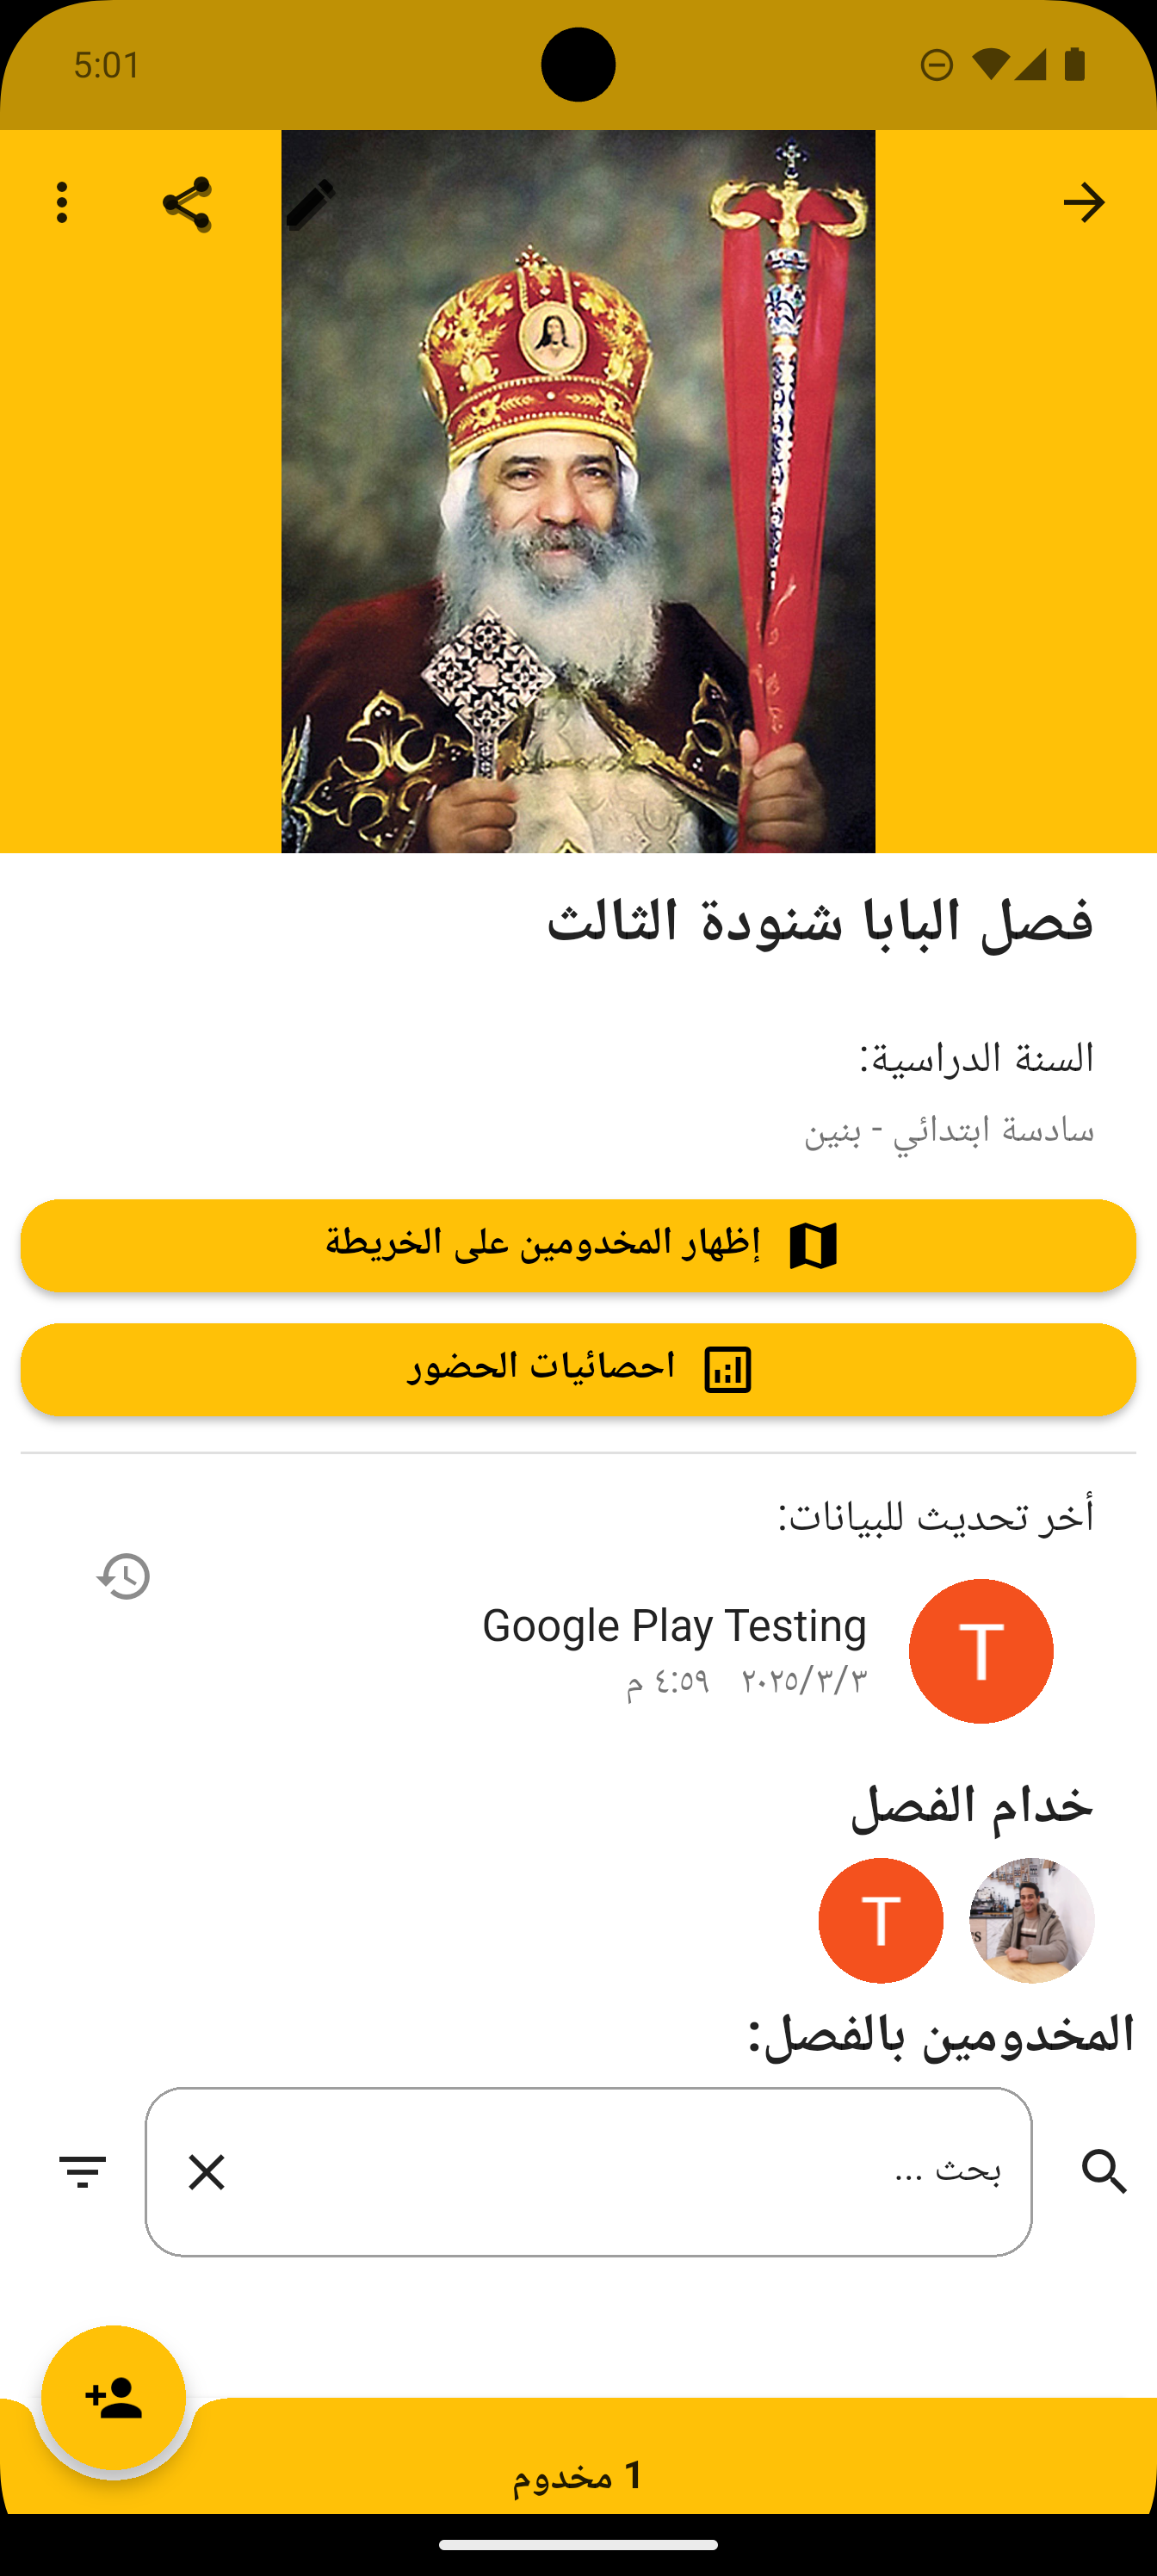 5:01
فصل البابا شنودة الثالث
السنة الدراسية:
سادسة ابتدائي - بنين
إظهار المخدومين على الخريطة
احصائيات الحضور
أخر تحديث للبيانات:
T
Google Play Testing
٢٠٢٥/٣/٣ ٤:٥٩ م
خدام الفصل
T
المخدومين بالفصل:
بحث ...
1 مخدوم